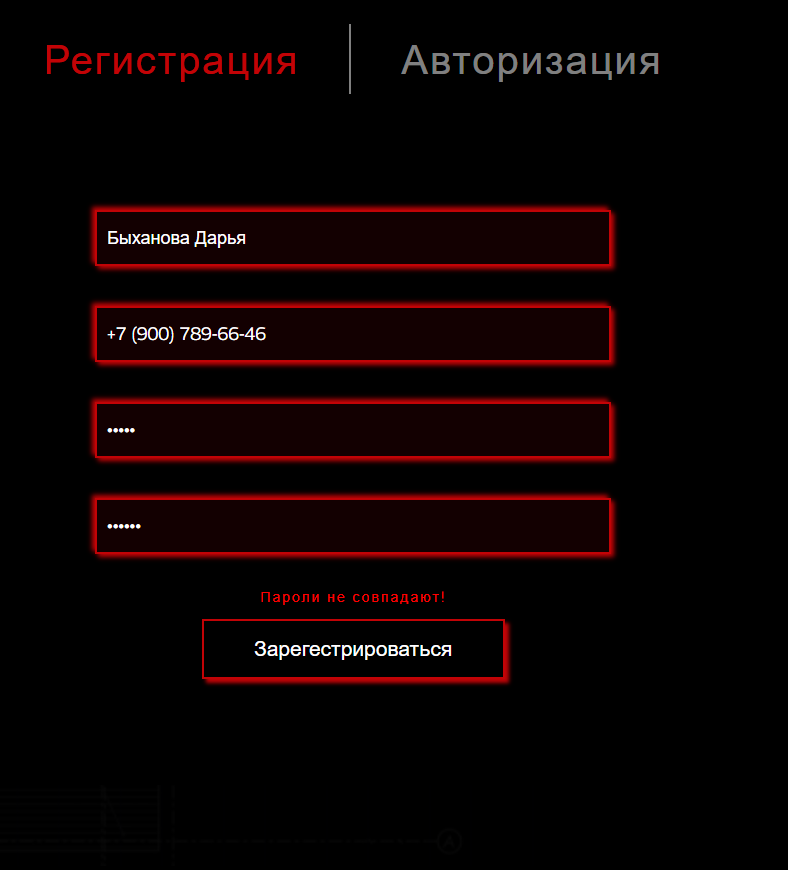 Регистрация Авторизация
Быханова Дарья
+7 (900) 789-66-46
•••••
••••••
Пароли не совпадают!
Зарегестрироваться